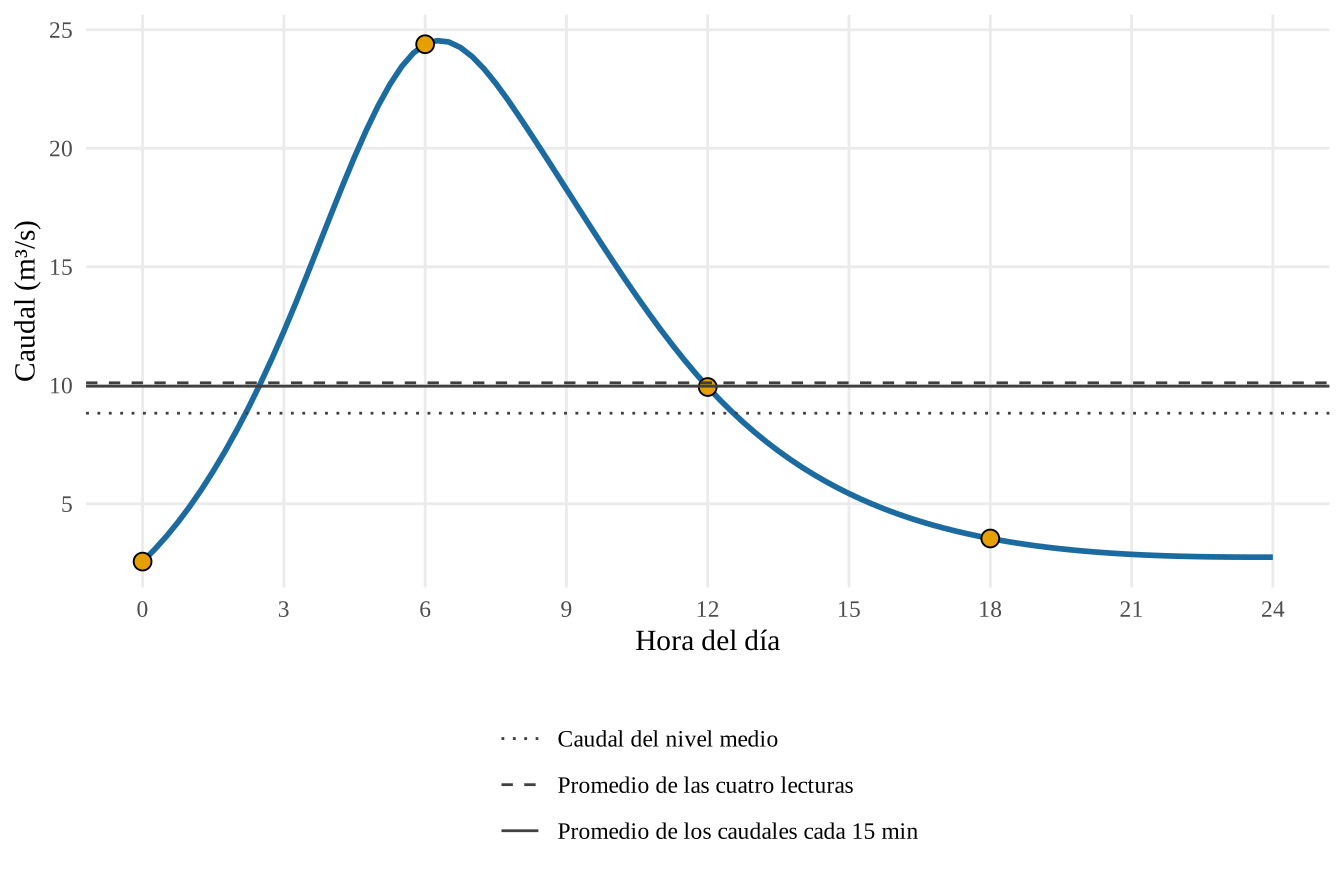 25
20
15
10
5
Caudal (m³/s)
0 3 6 9 12 15 18 21 24
Hora del día
Caudal del nivel medio
Promedio de las cuatro lecturas
Promedio de los caudales cada 15 min